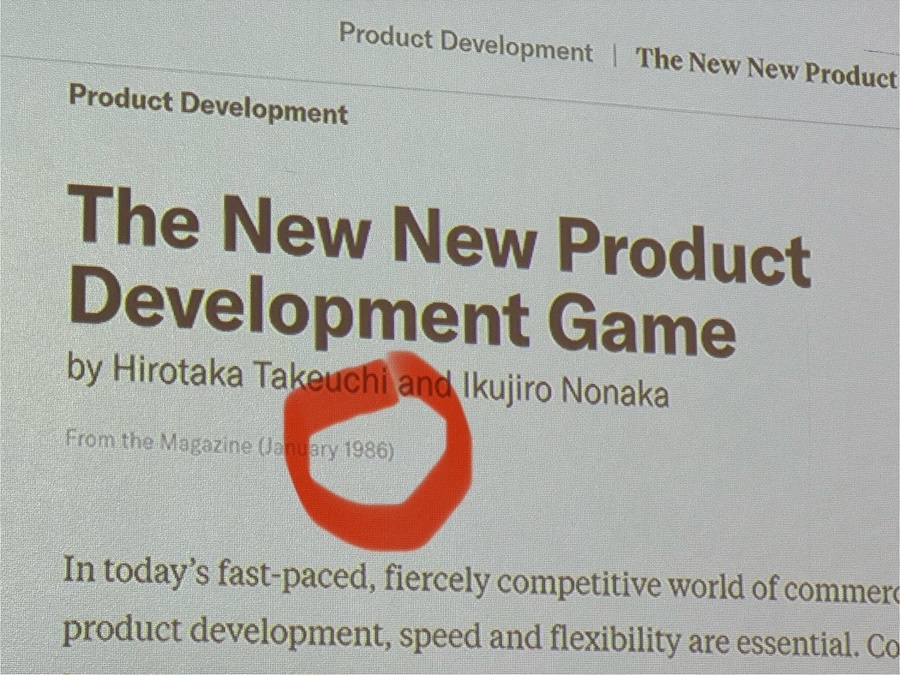 Product Development | The New New Product
Product Development
The New New Product
Development Game
by Hirotaka Takeuchi and Ikujiro Nonaka
From the Magazine (January 1986)
In today’s fast-paced, fiercely competitive world of commerc
product development, speed and flexibility are essential. Co